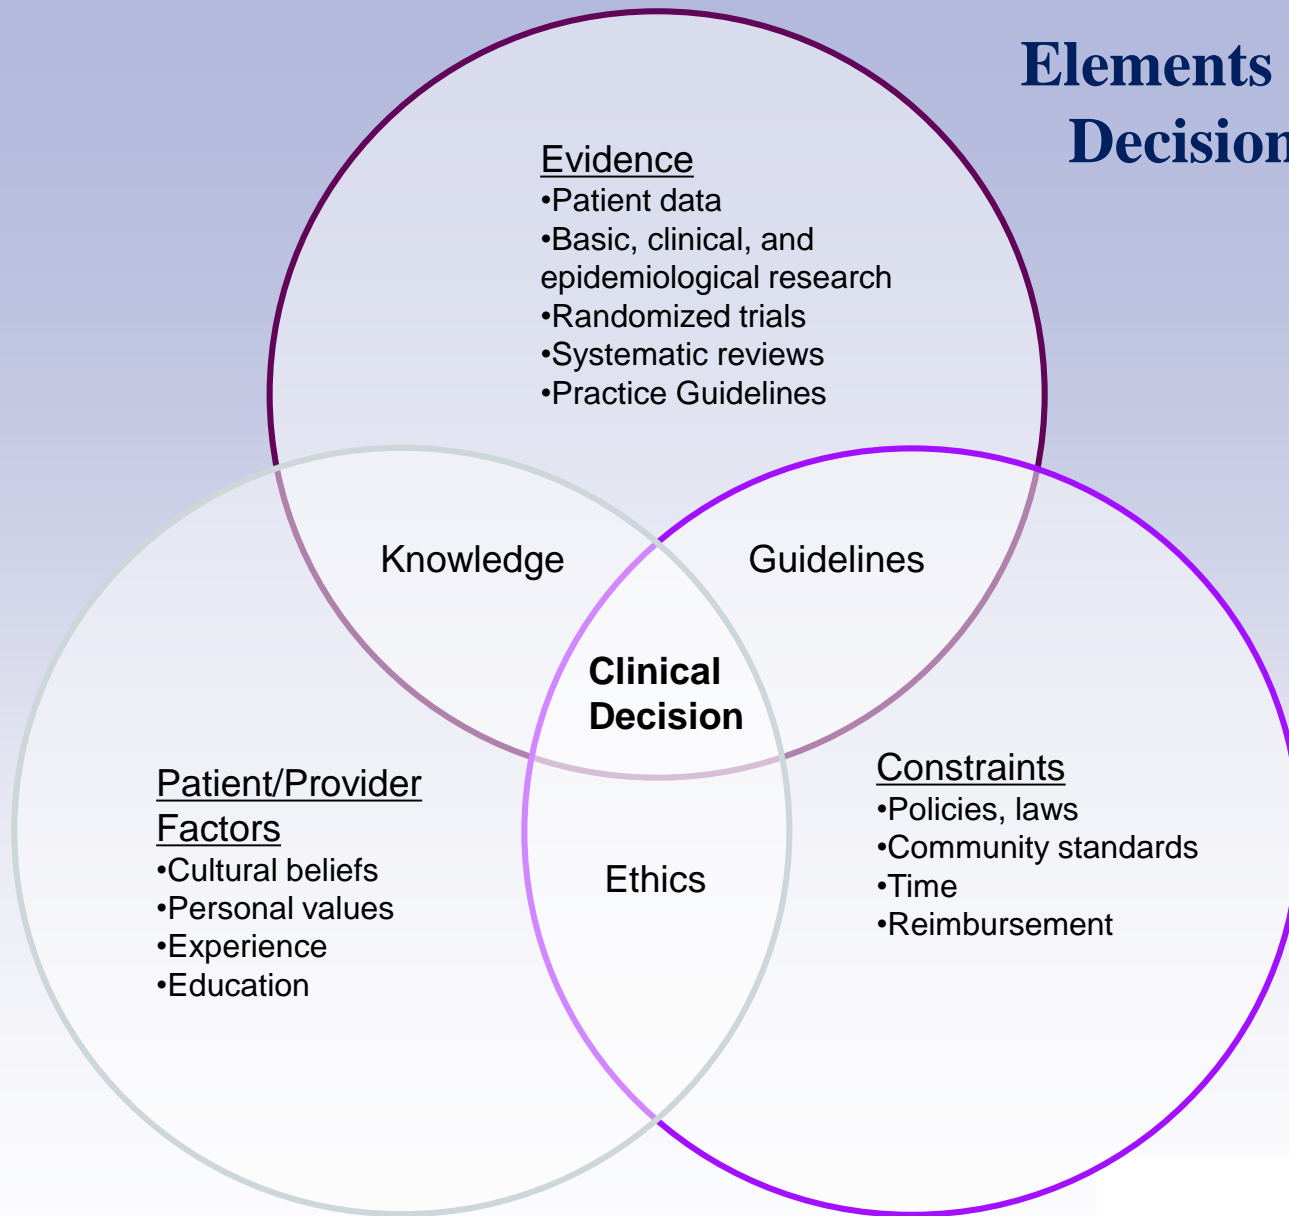 Elements
Decision
Evidence
•Patient data
•Basic, clinical, and
epidemiological research
•Randomized trials
•Systematic reviews
•Practice Guidelines
Knowledge
Guidelines
Clinical
Decision
Patient/Provider
Factors
•Cultural beliefs
•Personal values
•Experience
•Education
Constraints
•Policies, laws
•Community standards
•Time
•Reimbursement
Ethics